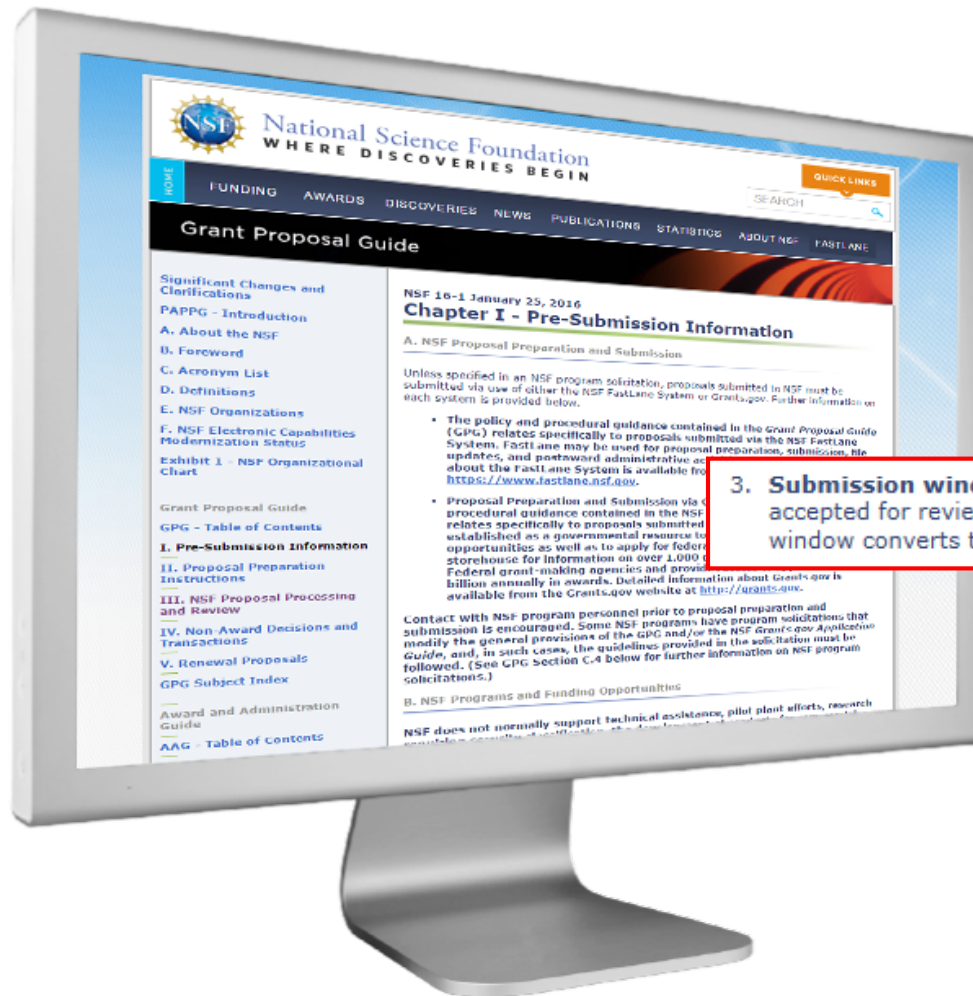 NSF
National Science Foundation
WHERE DISCOVERIES BEGIN
QUICK LINKS
SEARCH
HOME
FUNDING AWARDS DISCOVERIES NEWS PUBLICATIONS STATISTICS ABOUT NSF FASTLANE
Grant Proposal Guide
Significant Changes and
Clarifications
PAPPG - Introduction
A. About the NSF
B. Foreword
C. Acronym List
D. Definitions
E. NSF Organizations
F. NSF Electronic Capabilities
Modernization Status
Exhibit 1 - NSF Organizational
Chart
Grant Proposal Guide
GPG - Table of Contents
I. Pre-Submission Information
II. Proposal Preparation
Instructions
III. NSF Proposal Processing
and Review
IV. Non-Award Decisions and
Transactions
V. Renewal Proposals
GPG Subject Index
Award and Administration
Guide
AAG - Table of Contents
NSF 16-1 January 25, 2016
Chapter I - Pre-Submission Information
A. NSF Proposal Preparation and Submission
Unless specified in an NSF program solicitation, proposals submitted to NSF must be
submitted via use of either the NSF FastLane System or Grants.gov. Further information on
each system is provided below.
• The policy and procedural guidance contained in the Grant Proposal Guide
(GPG) relates specifically to proposals submitted via the NSF FastLane
System. FastLane may be used for proposal preparation, submission, file
updates, and postaward administrative
about the FastLane System is available
https://www.fastlane.nsf.gov.
• Proposal Preparation and Submission via
procedural guidance contained in the NSF
relates specifically to proposals submitted
established as a governmental resource to
opportunities as well as to apply for
storehouse for information on over 1,000
Federal grant-making agencies and
billion annually in awards. Detailed information about Grants.gov is
available from the Grants.gov website at http://grants.gov.
Contact with NSF program personnel prior to proposal preparation and
submission is encouraged. Some NSF programs have program solicitations that
modify the general provisions of the GPG and/or the NSF Grants.gov Application
Guide, and, in such cases, the guidelines provided in the solicitation must be
followed. (See GPG Section C.4 below for further information on NSF program
solicitations.)
B. NSF Programs and Funding Opportunities
NSF does not normally support technical assistance, pilot plant efforts, research
3. Submission
accepted for
window converts